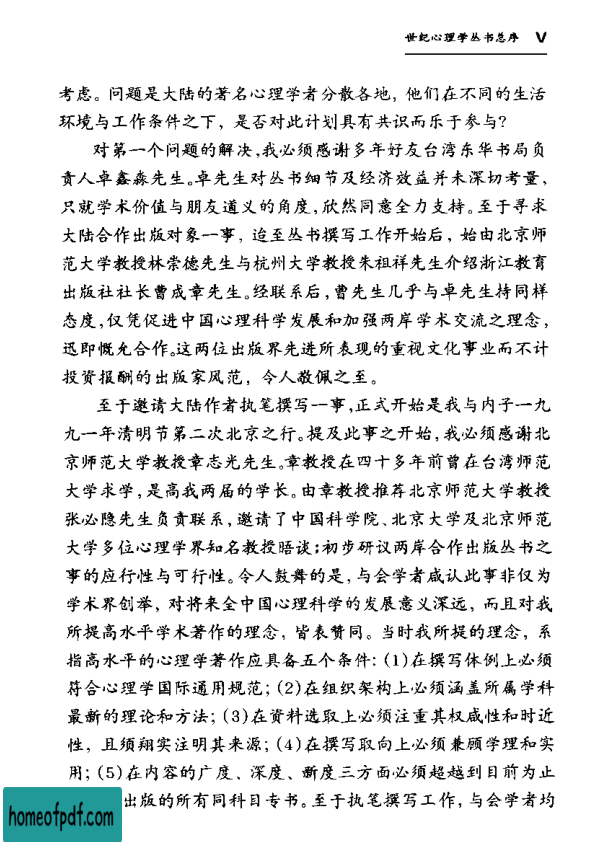 世纪心理学丛书总序 V
考虑。问题是大陆的著名心理学者分散各地，他们在不同的生活
环境与工作条件之下，是否对此计划具有共识而乐于参与？
对第一个问题的解决，我必须感谢多年好友台湾东华书局负
责人卓鑫淼先生。卓先生对丛书细节及经济效益并未深切考量、
只就学术价值与朋友道义的角度，欣然同意全力支持。至于寻求
大陆合作出版对象一事，迨至丛书撰写工作开始后，始由北京师
范大学教授林崇德先生与杭州大学教授朱祖祥先生介绍浙江教育
出版社社长曹成章先生。经联系后，曹先生几乎与卓先生持同样
态度，仅凭促进中国心理科学发展和加强两岸学术交流之理念，
迅即慨允合作。这两位出版界先进所表现的重视文化事业而不计
投资报酬的出版家风范，令人敬佩之至。
至于邀请大陆作者执笔撰写一事，正式开始是我与内子一九
九一年清明节第二次北京之行。提及此事之开始，我必须感谢北
京师范大学教授章志光先生。章教授在四十多年前曾在台湾师范
大学求学，是高我两届的学长。由章教授推荐北京师范大学教授
张必隐先生负责联系，邀请了中国科学院、北京大学及北京师范
大学多位心理学界知名教授晤谈；初步研议两岸合作出版丛书之
事的应行性与可行性。令人鼓舞的是，与会学者咸认此事非仅为
学术界创举，对将来全中国心理科学的发展意义深远，而且对我
所提高水平学术著作的理念，皆表赞同。当时我所提的理念，系
指高水平的心理学著作应具备五个条件：(1)在撰写体例上必须
符合心理学国际通用规范；(2)在组织架构上必须涵盖所属学科
最新的理论和方法；(3)在资料选取上必须注重其权威性和时近
性，且须翔实注明其来源；(4)在撰写取向上必须兼顾学理和实
用；(5)在内容的广度、深度、新度三方面必须超越到目前为止
出版的所有同科目专书。至于执笔撰写工作，与会学者均
homeofpdf.com